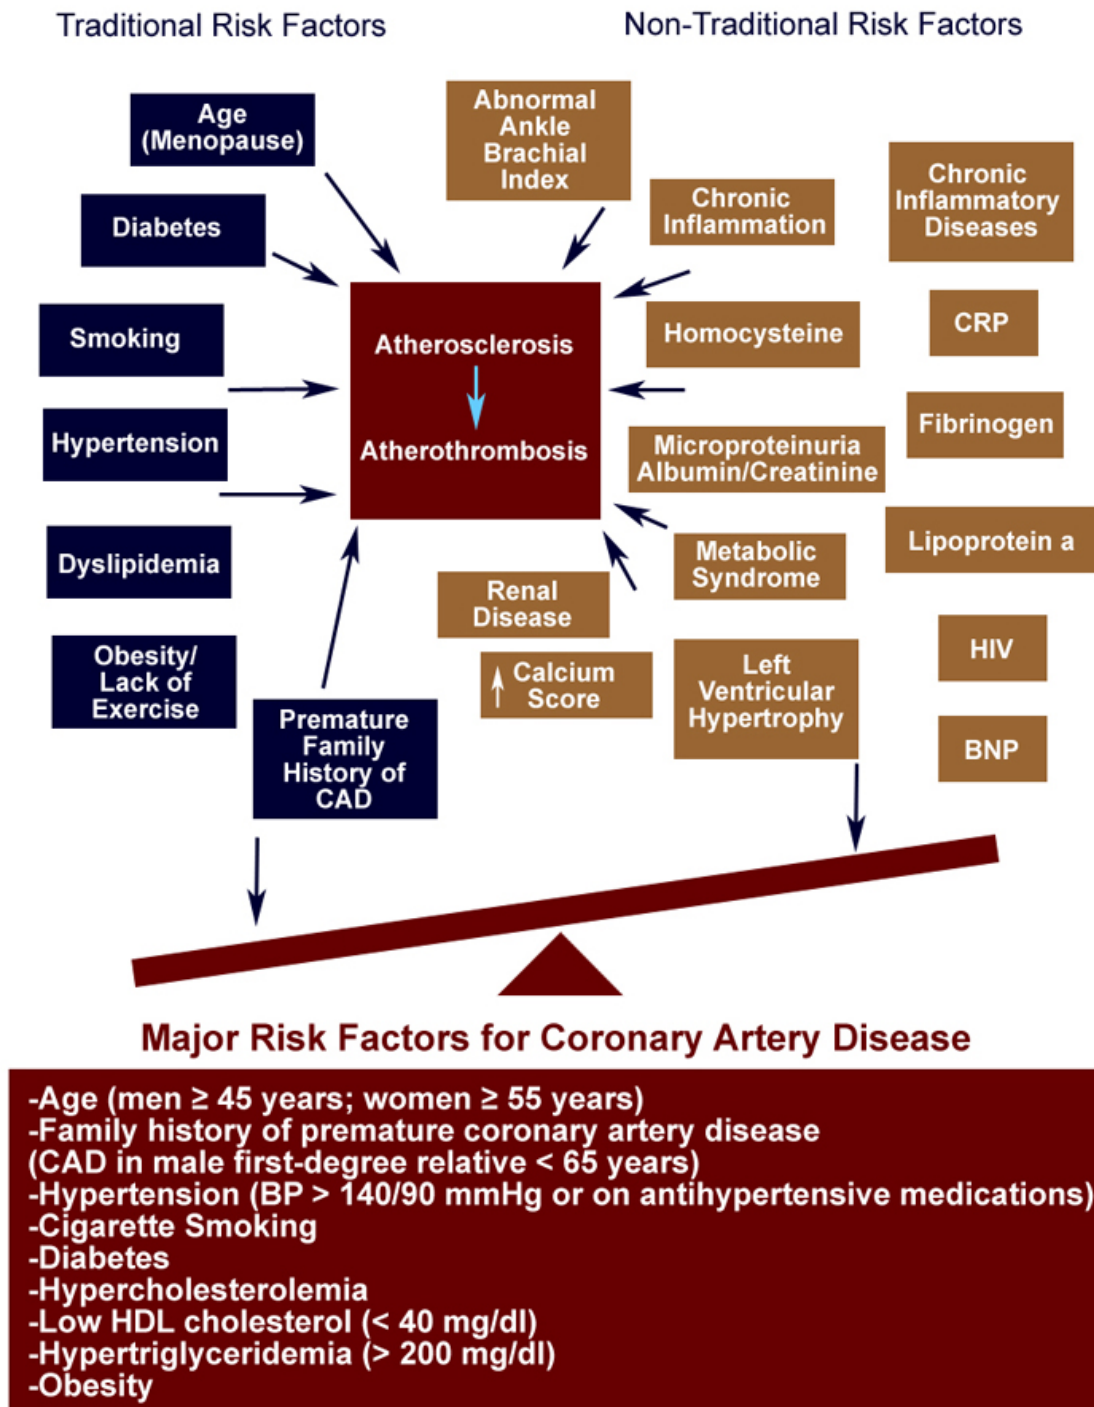 Traditional Risk Factors
Non-Traditional Risk Factors
Age
(Menopause)
Diabetes
Smoking
Hypertension
Dyslipidemia
Obesity/
Lack of
Exercise
Premature
Family
History of
CAD
Atherosclerosis
Atherothrombosis
Abnormal
Ankle
Brachial
Index
Chronic
Inflammation
Homocysteine
Microproteinuria
Albumin/Creatinine
Metabolic
Syndrome
Renal
Disease
Calcium
Score
Left
Ventricular
Hypertrophy
Chronic
Inflammatory
Diseases
CRP
Fibrinogen
Lipoprotein a
HIV
BNP
Major Risk Factors for Coronary Artery Disease
-Age (men ≥ 45 years; women ≥ 55 years)
-Family history of premature coronary artery disease
(CAD in male first-degree relative < 65 years)
-Hypertension (BP > 140/90 mmHg or on antihypertensive medications)
-Cigarette Smoking
-Diabetes
-Hypercholesterolemia
-Low HDL cholesterol (< 40 mg/dl)
-Hypertriglyceridemia (> 200 mg/dl)
-Obesity